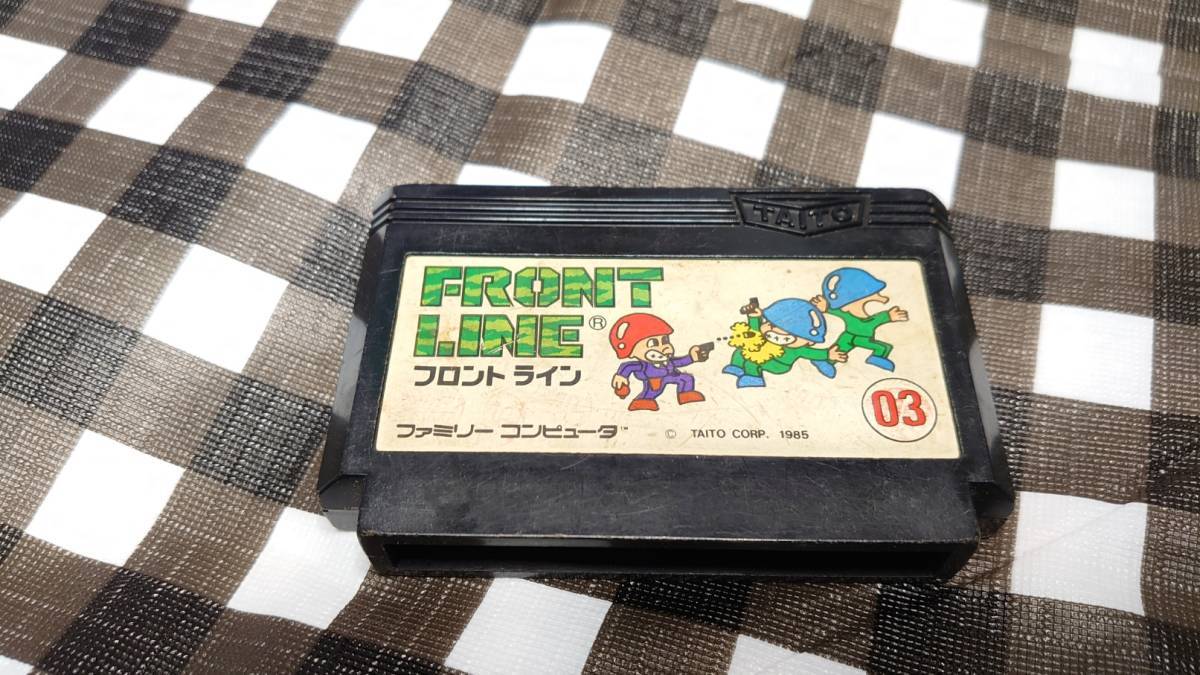 TAITO
FRONT
LINE®
フロント ライン
03
ファミリー コンピュータ™
© TAITO CORP. 1985